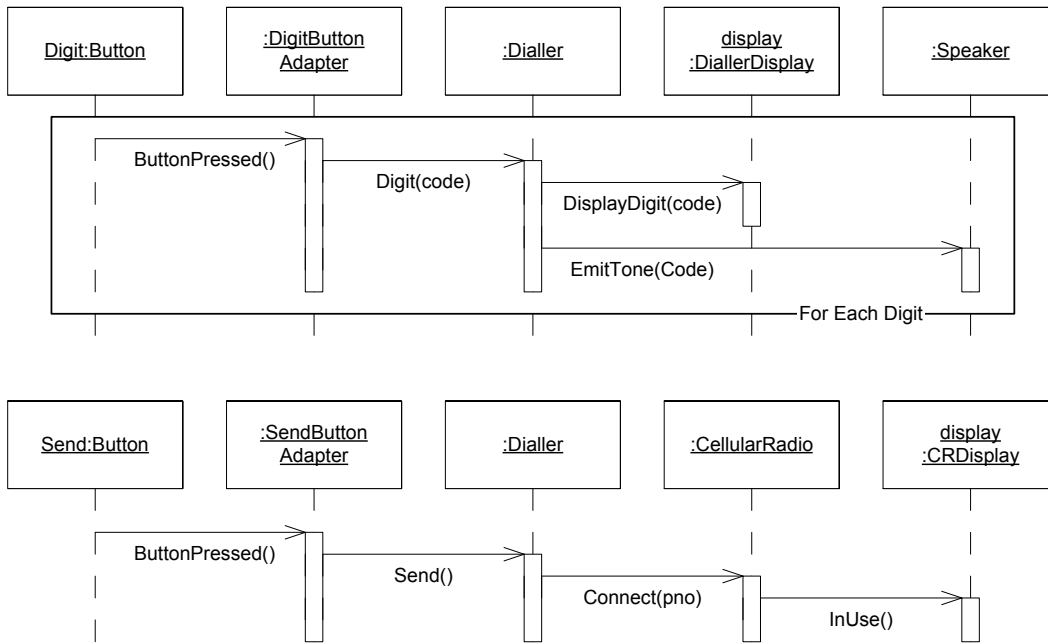 Digit:Button
:DigitButton
Adapter
:Dialler
display
:DiallerDisplay
:Speaker
ButtonPressed()
Digit(code)
DisplayDigit(code)
EmitTone(Code)
For Each Digit
Send:Button
:SendButton
Adapter
:Dialler
:CellularRadio
display
:CRDisplay
ButtonPressed()
Send()
Connect(pno)
InUse()